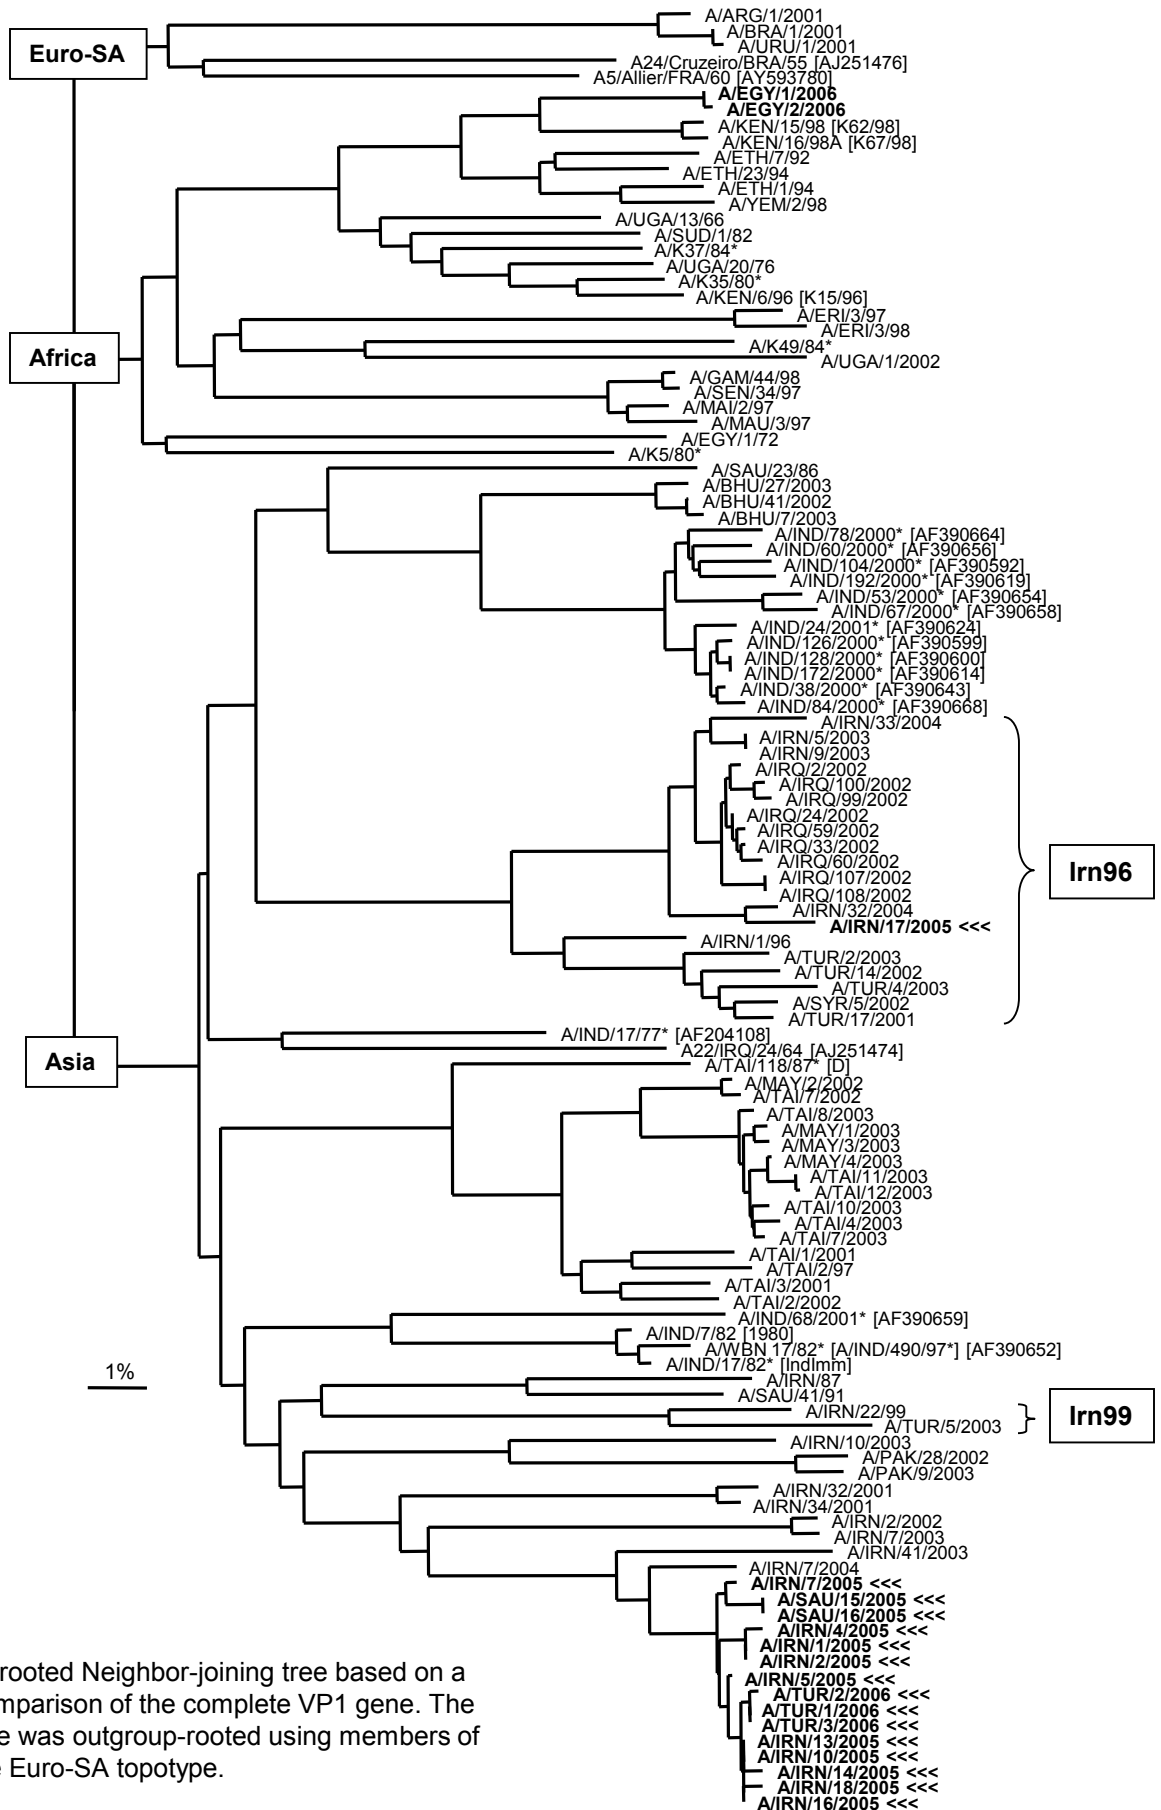 A/ARG/1/2001
A/BRA/1/2001
A/URU/1/2001
Euro-SA
A24/Cruzeiro/BRA/55 [AJ251476]
A5/Allier/FRA/60 [AY593780]
A/EGY/1/2006
A/EGY/2/2006
A/KEN/15/98 [K62/98]
A/KEN/16/98A [K67/98]
A/ETH/7/92
A/ETH/23/94
A/ETH/1/94
A/YEM/2/98
A/UGA/13/66
A/SUD/1/82
A/K37/84*
A/UGA/20/76
A/K35/80*
A/KEN/6/96 [K15/96]
A/ERI/3/97
A/ERI/3/98
A/K49/84*
Africa
A/UGA/1/2002
A/GAM/44/98
A/SEN/34/97
A/MAI/2/97
A/MAU/3/97
A/EGY/1/72
A/K5/80*
A/SAU/23/86
A/BHU/27/2003
A/BHU/41/2002
A/BHU/7/2003
A/IND/78/2000* [AF390664]
A/IND/60/2000* [AF390656]
A/IND/104/2000* [AF390592]
A/IND/192/2000* [AF390619]
A/IND/53/2000* [AF390654]
A/IND/67/2000* [AF390658]
A/IND/24/2001* [AF390624]
A/IND/126/2000* [AF390599]
A/IND/128/2000* [AF390600]
A/IND/172/2000* [AF390614]
A/IND/38/2000* [AF390643]
A/IND/84/2000* [AF390668]
A/IRN/33/2004
A/IRN/5/2003
A/IRN/9/2003
A/IRQ/2/2002
A/IRQ/100/2002
A/IRQ/99/2002
A/IRQ/24/2002
A/IRQ/59/2002
A/IRQ/33/2002
A/IRQ/60/2002
Irn96
A/IRQ/107/2002
A/IRQ/108/2002
A/IRN/32/2004
A/IRN/17/2005 <<<
A/IRN/1/96
A/TUR/2/2003
A/TUR/14/2002
A/TUR/4/2003
A/SYR/5/2002
A/TUR/17/2001
A/IND/17/77* [AF204108]
A22/IRQ/24/64 [AJ251474]
Asia
A/TAI/118/87* [D]
A/MAY/2/2002
A/TAI/7/2002
A/TAI/8/2003
A/MAY/1/2003
A/MAY/3/2003
A/MAY/4/2003
A/TAI/11/2003
A/TAI/12/2003
A/TAI/10/2003
A/TAI/4/2003
A/TAI/7/2003
A/TAI/1/2001
A/TAI/2/97
A/TAI/3/2001
A/TAI/2/2002
A/IND/68/2001* [AF390659]
A/IND/7/82 [1980]
A/WBN 17/82* [A/IND/490/97*] [AF390652]
A/IND/17/82* [IndImm]
1%
A/IRN/87
A/SAU/41/91
A/IRN/22/99
Irn99
A/TUR/5/2003
A/IRN/10/2003
A/PAK/28/2002
A/PAK/9/2003
A/IRN/32/2001
A/IRN/34/2001
A/IRN/2/2002
A/IRN/7/2003
A/IRN/41/2003
A/IRN/7/2004
A/IRN/7/2005 <<<
A/SAU/15/2005 <<<
A/SAU/16/2005 <<<
A/IRN/4/2005 <<<
A/IRN/1/2005 <<<
A/IRN/2/2005 <<<
A/IRN/5/2005 <<<
A/TUR/2/2006 <<<
A/TUR/1/2006 <<<
A/TUR/3/2006 <<<
A/IRN/13/2005 <<<
A/IRN/10/2005 <<<
A/IRN/14/2005 <<<
A/IRN/18/2005 <<<
A/IRN/16/2005 <<<
rooted Neighbor-joining tree based on a
mparison of the complete VP1 gene. The
e was outgroup-rooted using members of
e Euro-SA topotype.